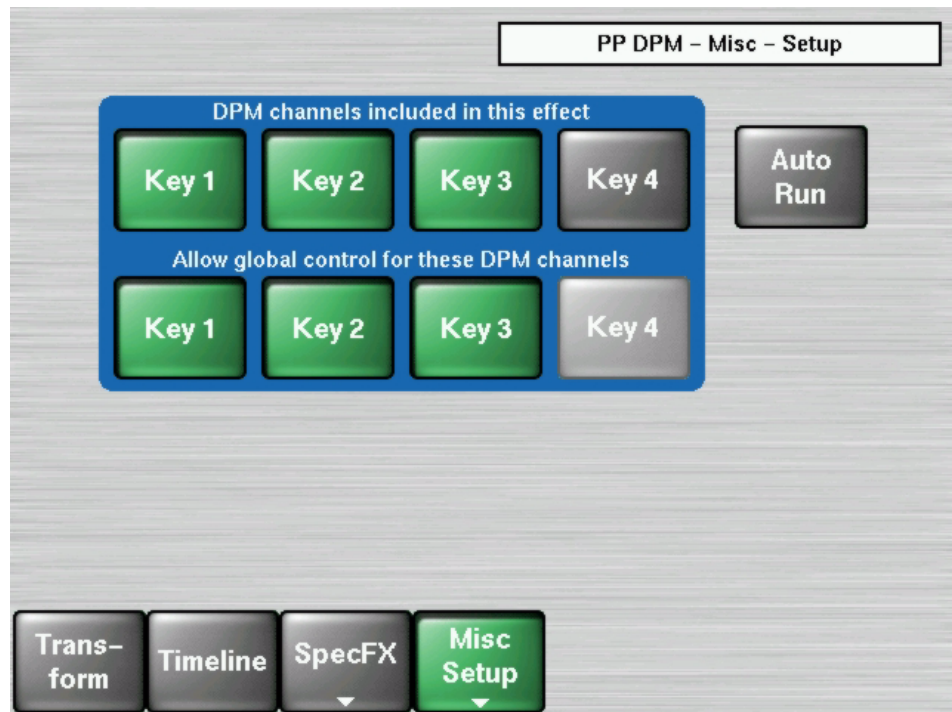 PP DPM – Misc – Setup
DPM channels included in this effect
Key 1
Key 2
Key 3
Key 4
Auto
Run
Allow global control for these DPM channels
Key 1
Key 2
Key 3
Key 4
Trans–
form
Timeline
SpecFX
Misc
Setup